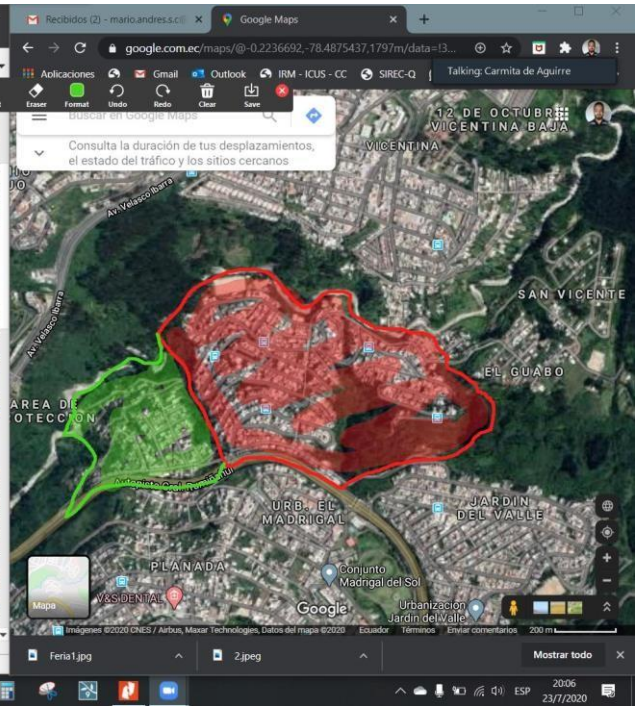 Recibidos (2) - mario.andres.s.c
Google Maps
google.com.ec/maps/@-0.2236692,-78.4875437,1797m/data=!3...
Aplicaciones
Gmail
Outlook
IRM - ICUS - CC
SIREC-Q
Talking: Carmita de Aguirre
Eraser
Format
Undo
Redo
Clear
Save
Buscar en Google Maps
Consulta la duración de tus desplazamientos,
el estado del tráfico y los sitios cercanos
12 DE OCTUBRE
VICENTINA BAJA
VICENTINA
Av. Velasco Ibarra
Av. Velasco Ibarra
SAN VICENTE
EL GUABO
AREA DE
OTECCIÓN
Autopista Gral. Rumiñahui
URB. EL
MADRIGAL
JARDIN
DEL VALLE
PLANADA
Conjunto
Madrigal del Sol
V&S DENTAL
Mapa
Google
Urbanización
Jardin del Valle
Imágenes ©2020 CNES / Airbus, Maxar Technologies, Datos del mapa ©2020
Ecuador
Términos
Enviar comentarios
200 m
Feria1.jpg
2.jpeg
Mostrar todo
ESP
20:06
23/7/2020